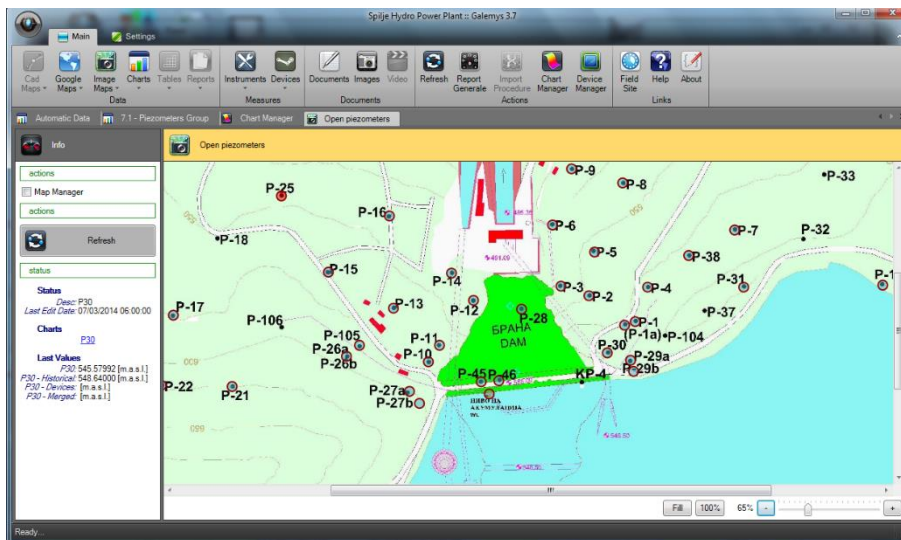 Spilje Hydro Power Plant :: Galemys 3.7
Main
Settings
Cad Maps
Google Maps
Image Maps
Charts
Tables
Reports
Instruments
Devices
Documents
Images
Video
Refresh
Report Generale
Import Procedure
Chart Manager
Device Manager
Field Site
Help
About
Data
Measures
Documents
Actions
Links
Automatic Data
7.1 - Piezometers Group
Chart Manager
Open piezometers
Info
Open piezometers
actions
Map Manager
actions
Refresh
status
Status
Desc: P30
Last Edit Date: 07/03/2014 06:00:00
Charts
P30
Last Values
P30 545.57992 [m.a.s.l.]
P30 - Historical: 548.64000 [m.a.s.l.]
P30 - Devices: [m.a.s.l.]
P30 - Merged: [m.a.s.l.]
P-9
P-33
P-8
P-25
P-16
P-6
P-7
P-32
P-18
P-5
P-38
P-15
P-14
P-31
P-1
P-3
P-2
P-4
P-17
P-13
P-12
P-28
P-37
P-106
P-1
(P-1a)
P-104
БРАНА
DAM
P-105
P-11
P-26a
P-30
P-26b
P-10
P-29a
P-29b
P-45
P-46
KP-4
P-22
P-21
P-27a
P-27b
НИВО НА
АКУМУЛАЦИЈА
Fill
100%
65%
-
+
Ready...